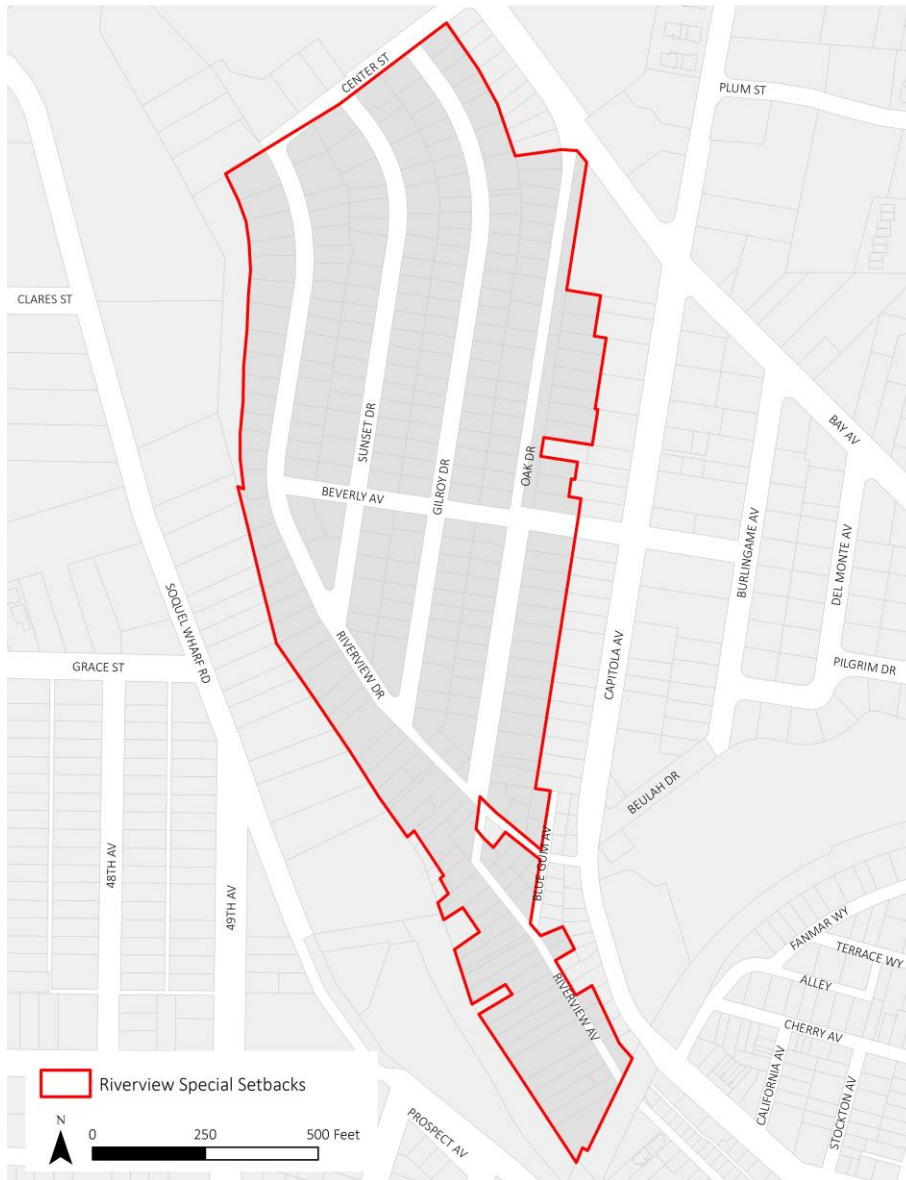 CENTER ST
PLUM ST
CLARES ST
SUNSET DR
GILROY DR
OAK DR
BAY AV
BEVERLY AV
BURLINGAME AV
DEL MONTE AV
SOQUEL WHARF RD
RIVERVIEW DR
CAPITOLA AV
GRACE ST
PILGRIM DR
BEULAH DR
48TH AV
49TH AV
BLUE GUM AV
FANMAR WY
TERRACE WY
ALLEY
RIVERVIEW AV
CHERRY AV
CALIFORNIA AV
STOCKTON AV
PROSPECT AV
Riverview Special Setbacks
N
0 250 500 Feet